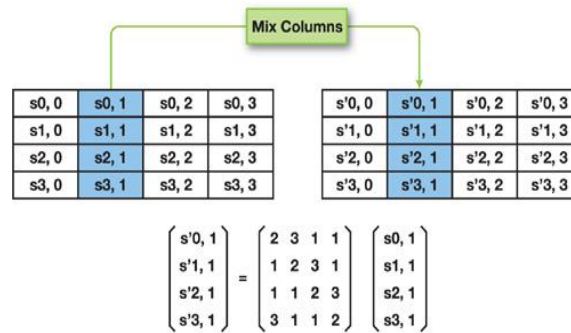 Mix Columns
s0, 0 s0, 1 s0, 2 s0, 3 s'0, 0 s'0, 1 s'0, 2 s'0, 3
s1, 0 s1, 1 s1, 2 s1, 3 s'1, 0 s'1, 1 s'1, 2 s'1, 3
s2, 0 s2, 1 s2, 2 s2, 3 s'2, 0 s'2, 1 s'2, 2 s'2, 3
s3, 0 s3, 1 s3, 2 s3, 3 s'3, 0 s'3, 1 s'3, 2 s'3, 3
s'0, 1 2 3 1 1 s0, 1
s'1, 1 = 1 2 3 1 s1, 1
s'2, 1 1 1 2 3 s2, 1
s'3, 1 3 1 1 2 s3, 1